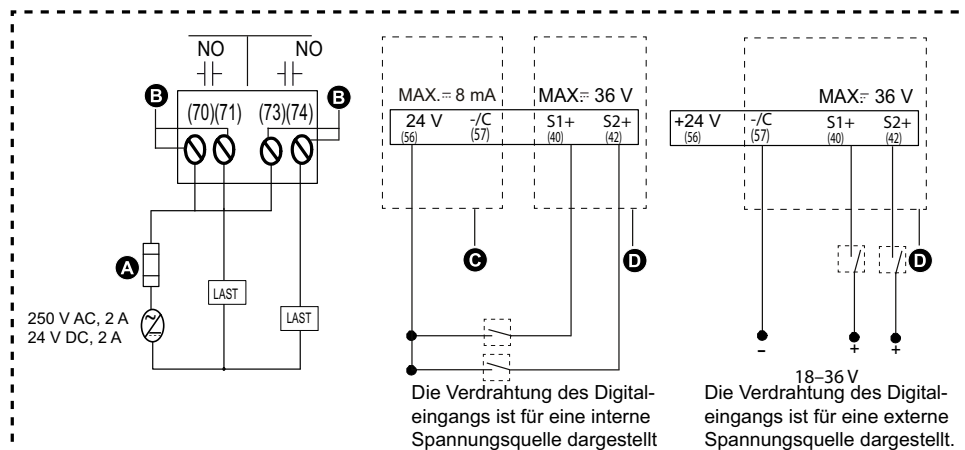 NO NO
B B
(70)(71) (73)(74)
A
LAST
LAST
250 V AC, 2 A
24 V DC, 2 A
MAX.⎓ 8 mA MAX⎓ 36 V
24 V -/C S1+ S2+
(56) (57) (40) (42)
C D
Die Verdrahtung des Digital-
eingangs ist für eine interne
Spannungsquelle dargestellt
MAX⎓ 36 V
+24 V -/C S1+ S2+
(56) (57) (40) (42)
D
– + +
18–36 V
Die Verdrahtung des Digital-
eingangs ist für eine externe
Spannungsquelle dargestellt.